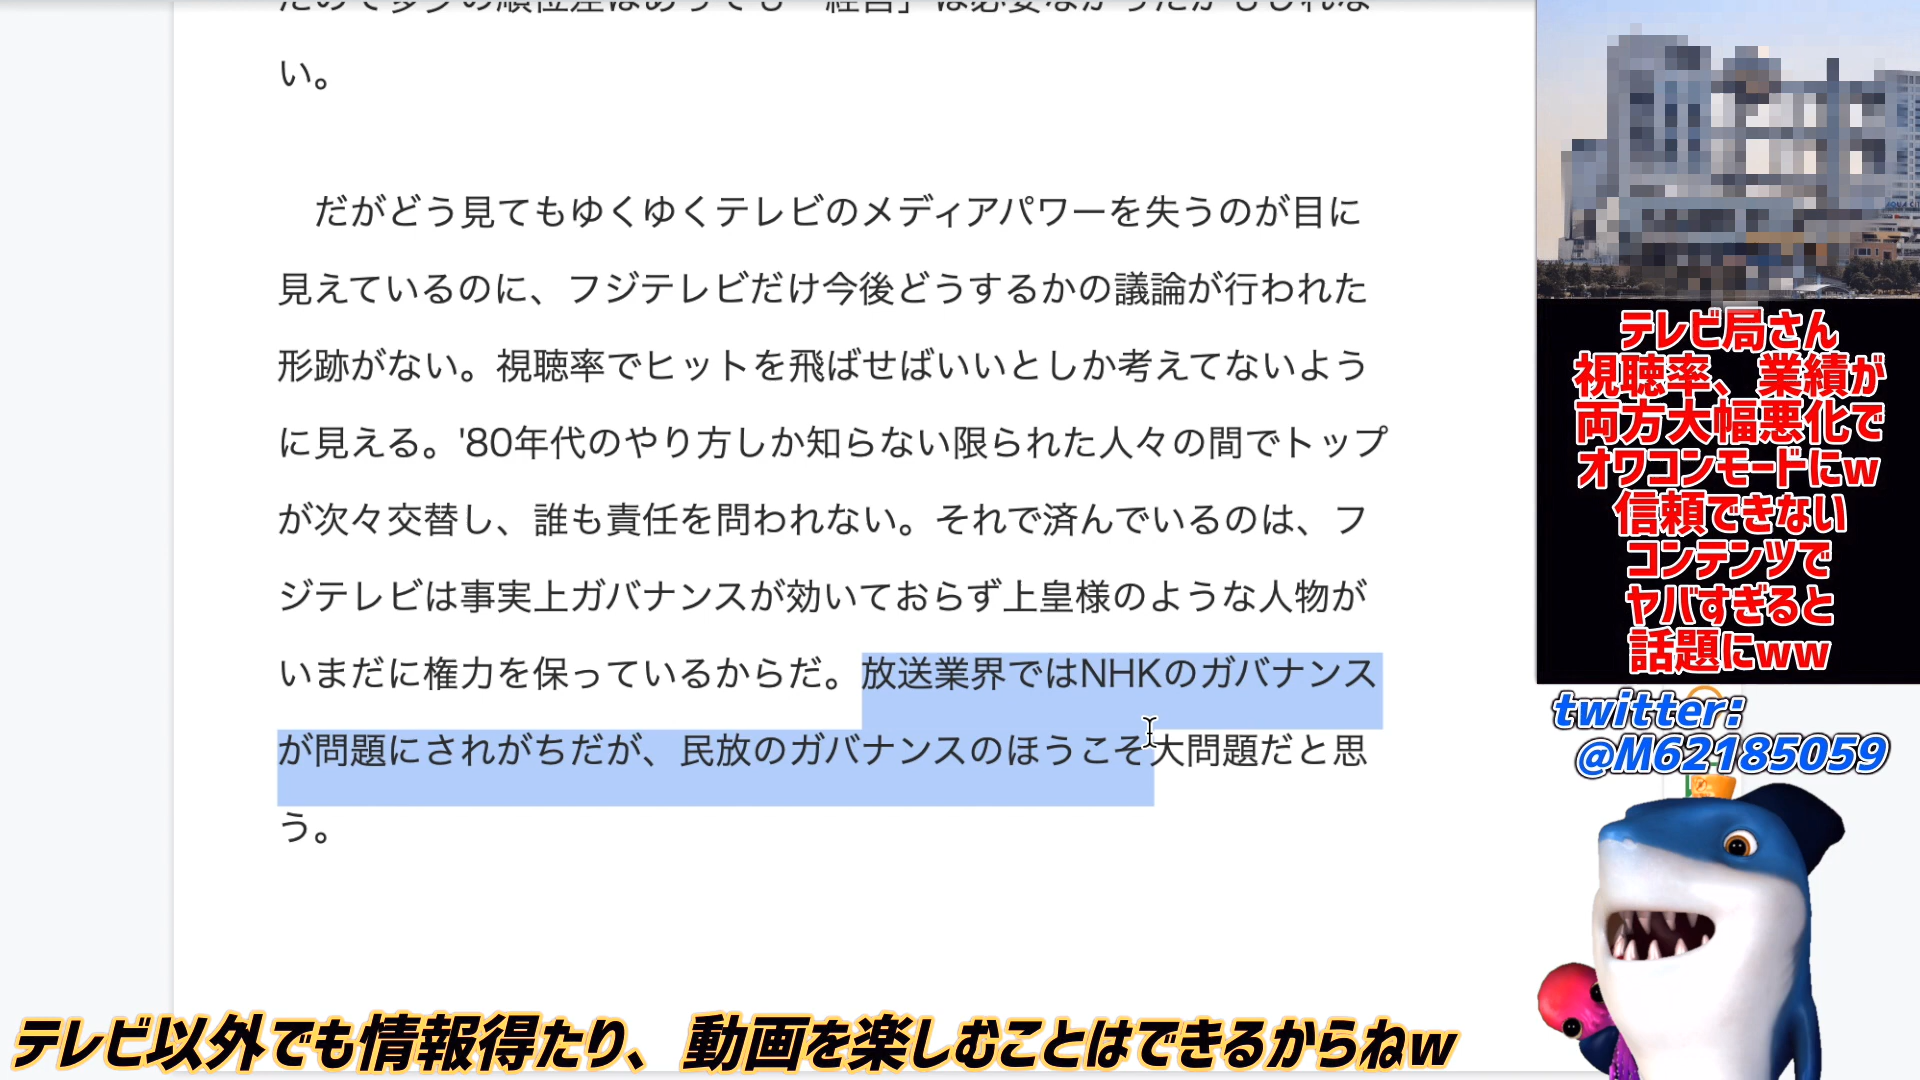 い。
だがどう見てもゆくゆくテレビのメディアパワーを失うのが目に
見えているのに、フジテレビだけ今後どうするかの議論が行われた
形跡がない。視聴率でヒットを飛ばせばいいとしか考えてないよう
に見える。'80年代のやり方しか知らない限られた人々の間でトップ
が次々交替し、誰も責任を問われない。それで済んでいるのは、フ
ジテレビは事実上ガバナンスが効いておらず上皇様のような人物が
いまだに権力を保っているからだ。放送業界ではNHKのガバナンス
が問題にされがちだが、民放のガバナンスのほうこそ大問題だと思
う。
テレビ局さん
視聴率、業績が
両方大幅悪化で
オワコンモードにw
信頼できない
コンテンツで
ヤバすぎると
話題にww
twitter:
@M62185059
テレビ以外でも情報得たり、動画を楽しむことはできるからねw